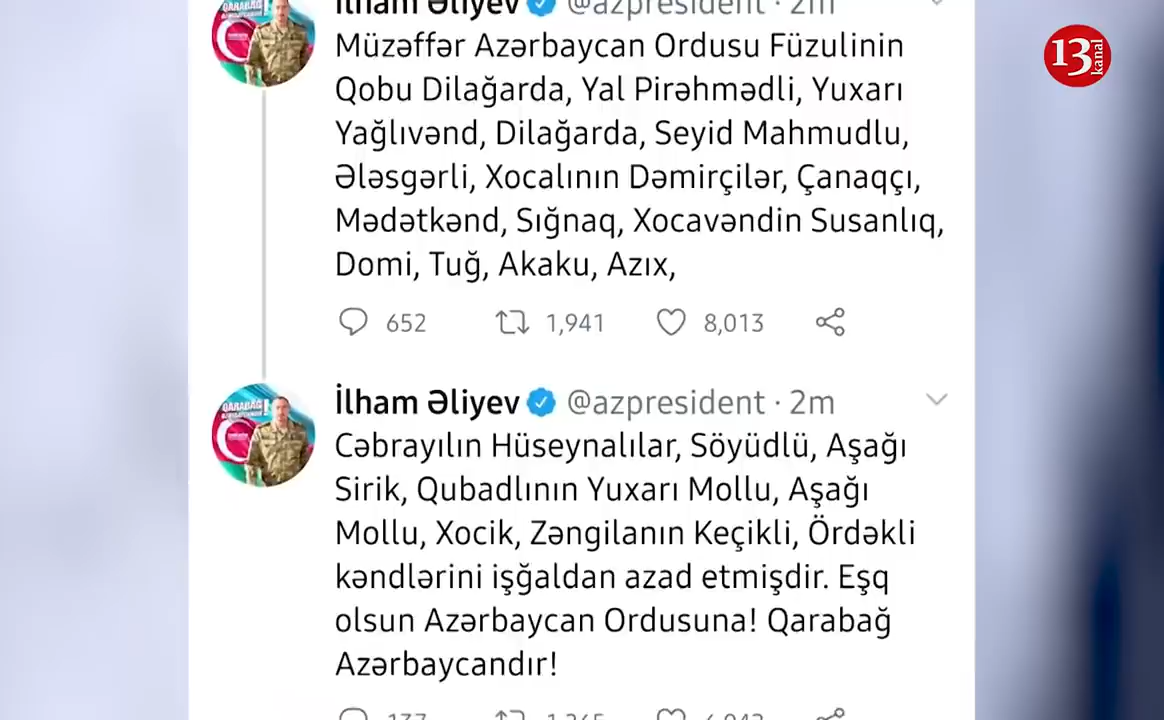 İlham Əliyev @azpresident · 2m
13 kanal
Müzəffər Azərbaycan Ordusu Füzulinin
Qobu Dilağarda, Yal Pirəhmədli, Yuxarı
Yağlıvənd, Dilağarda, Seyid Mahmudlu,
Ələsgərli, Xocalının Dəmirçilər, Çanaqçı,
Mədətkənd, Sığnaq, Xocavəndin Susanlıq,
Domi, Tuğ, Akaku, Azıx,
652 1,941 8,013
QARABAĞ
İlham Əliyev @azpresident · 2m
Cəbrayılın Hüseynalılar, Söyüdlü, Aşağı
Sirik, Qubadlının Yuxarı Mollu, Aşağı
Mollu, Xocik, Zəngilanın Keçikli, Ördəkli
kəndlərini işğaldan azad etmişdir. Eşq
olsun Azərbaycan Ordusuna! Qarabağ
Azərbaycandır!